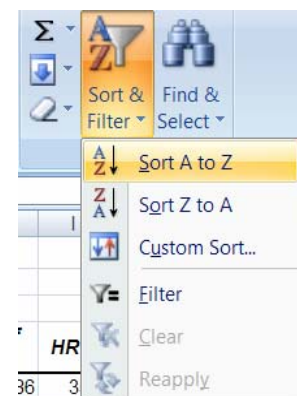 Σ
A
Z
Sort & Find &
Filter Select
A
Z Sort A to Z
Z
A Sort Z to A
Custom Sort...
Filter
Clear
Reapply
I
HR
36 3